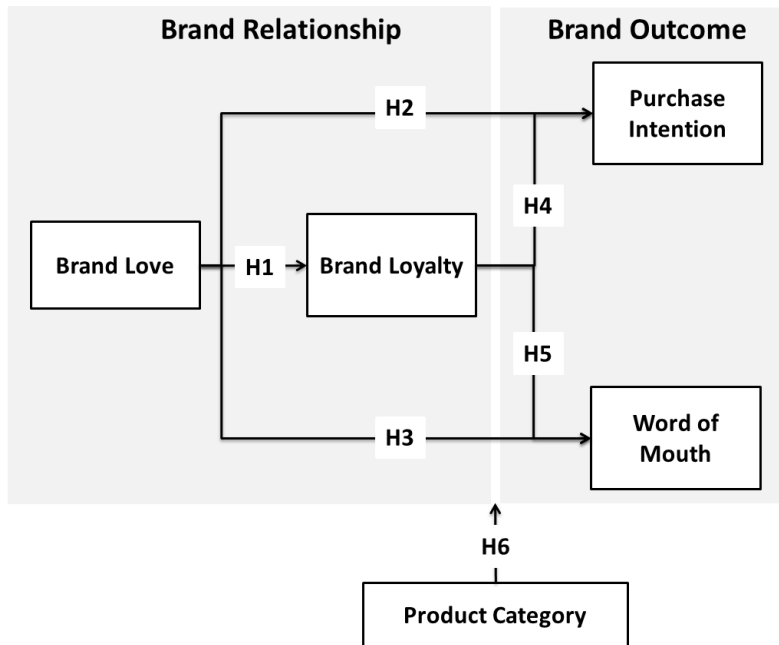 Brand Relationship
Brand Outcome
H2
Purchase
Intention
H4
Brand Love
H1
Brand Loyalty
H5
H3
Word of
Mouth
H6
Product Category